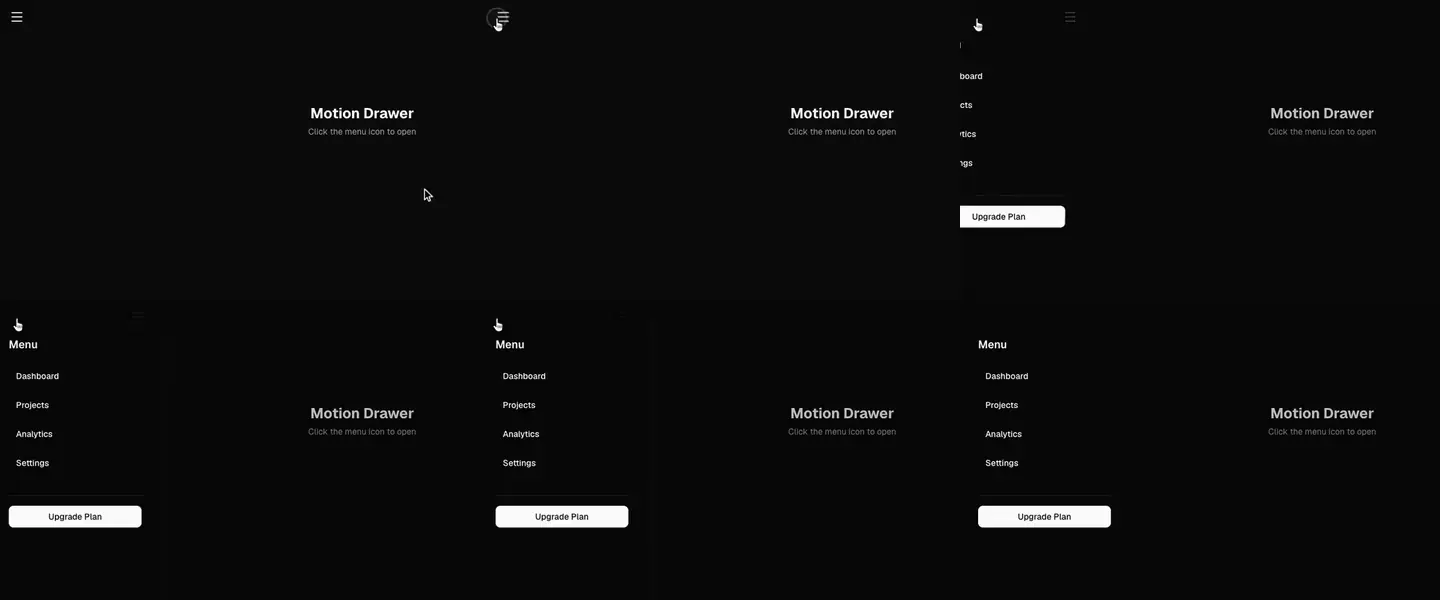 Motion Drawer
Click the menu icon to open
Motion Drawer
Click the menu icon to open
board
cts
tics
ngs
Upgrade Plan
Motion Drawer
Click the menu icon to open
Menu
Dashboard
Projects
Analytics
Settings
Upgrade Plan
Motion Drawer
Click the menu icon to open
Menu
Dashboard
Projects
Analytics
Settings
Upgrade Plan
Motion Drawer
Click the menu icon to open
Menu
Dashboard
Projects
Analytics
Settings
Upgrade Plan
Motion Drawer
Click the menu icon to open